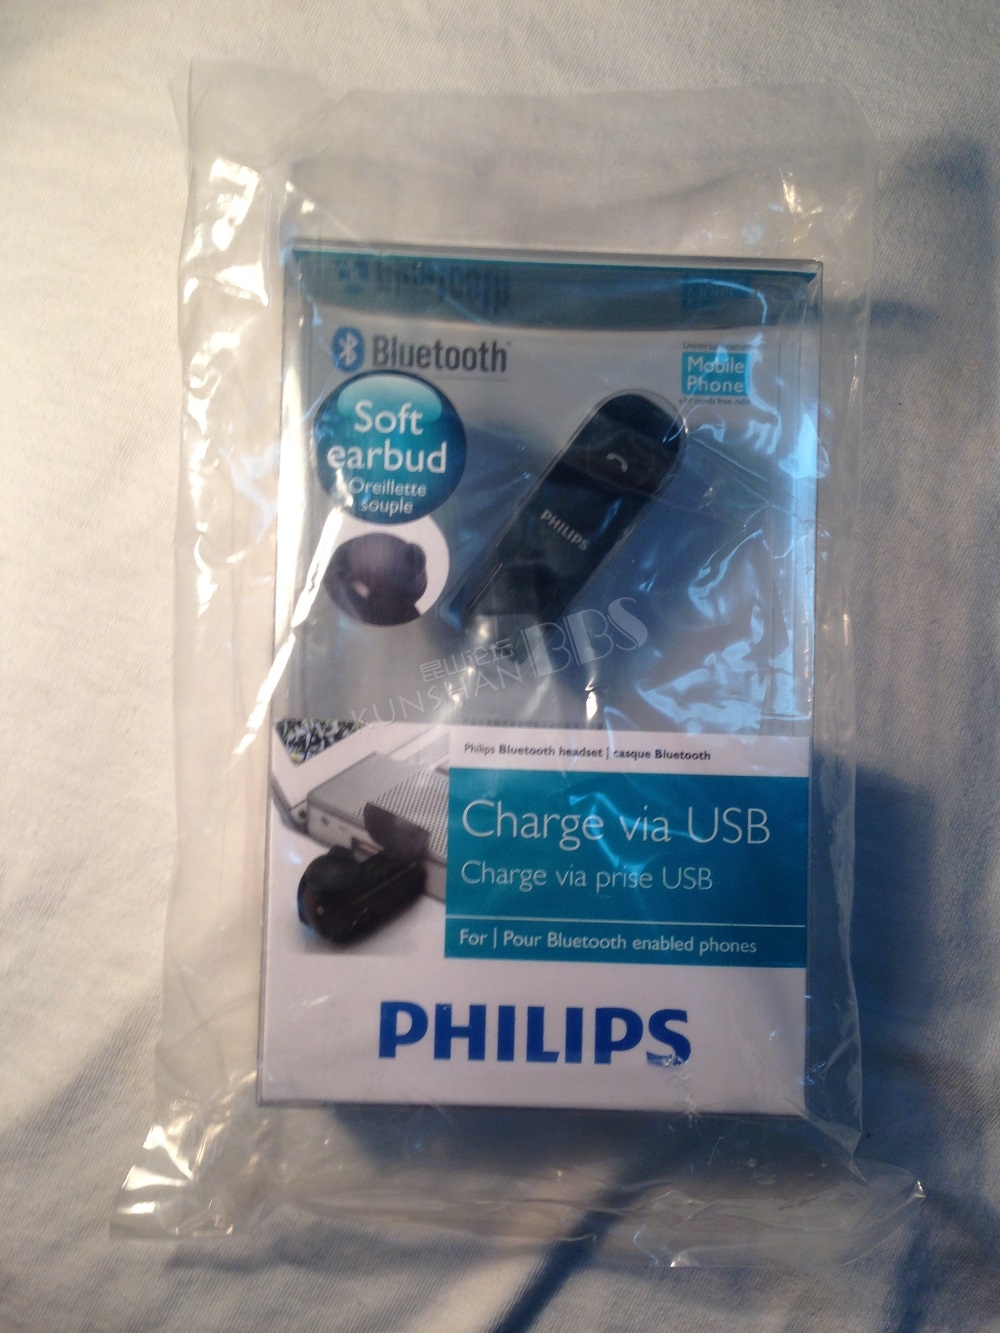 Bluetooth
Mobile
Phone
Soft
earbud
Oreillette
souple
PHILIPS
昆山论坛
KUNSHAN BBS
Philips Bluetooth headset | casque Bluetooth
Charge via USB
Charge via prise USB
For | Pour Bluetooth enabled phones
PHILIPS